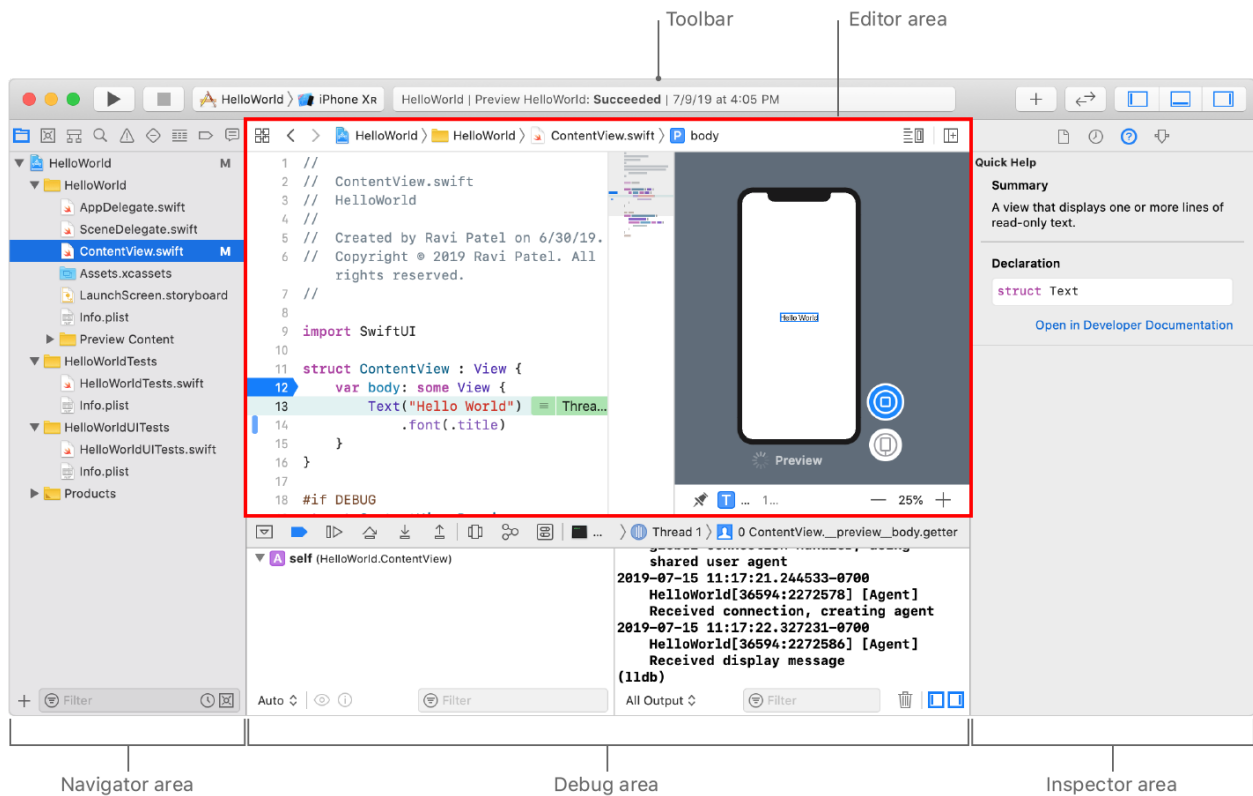 Toolbar
Editor area
HelloWorld 〉 iPhone XR
HelloWorld | Preview HelloWorld: Succeeded | 7/9/19 at 4:05 PM
HelloWorld M
HelloWorld
AppDelegate.swift
SceneDelegate.swift
ContentView.swift M
Assets.xcassets
LaunchScreen.storyboard
Info.plist
Preview Content
HelloWorldTests
HelloWorldTests.swift
Info.plist
HelloWorldUITests
HelloWorldUITests.swift
Info.plist
Products
Filter
HelloWorld 〉 HelloWorld 〉 ContentView.swift 〉 P body
1 //
2 // ContentView.swift
3 // HelloWorld
4 //
5 // Created by Ravi Patel on 6/30/19.
6 // Copyright © 2019 Ravi Patel. All
rights reserved.
7 //
8
9 import SwiftUI
10
11 struct ContentView : View {
12 var body: some View {
13 Text("Hello World") = Threa...
14 .font(.title)
15 }
16 }
17
18 #if DEBUG
Hello World
Preview
T ... 1...
25%
... 〉 Thread 1 〉 0 ContentView.__preview__body.getter
A self (HelloWorld.ContentView)
Auto
Filter
global connection handler, using
shared user agent
2019-07-15 11:17:21.244533-0700
HelloWorld[36594:2272578] [Agent]
Received connection, creating agent
2019-07-15 11:17:22.327231-0700
HelloWorld[36594:2272586] [Agent]
Received display message
(lldb)
All Output
Filter
Quick Help
Summary
A view that displays one or more lines of
read-only text.
Declaration
struct Text
Open in Developer Documentation
Navigator area
Debug area
Inspector area